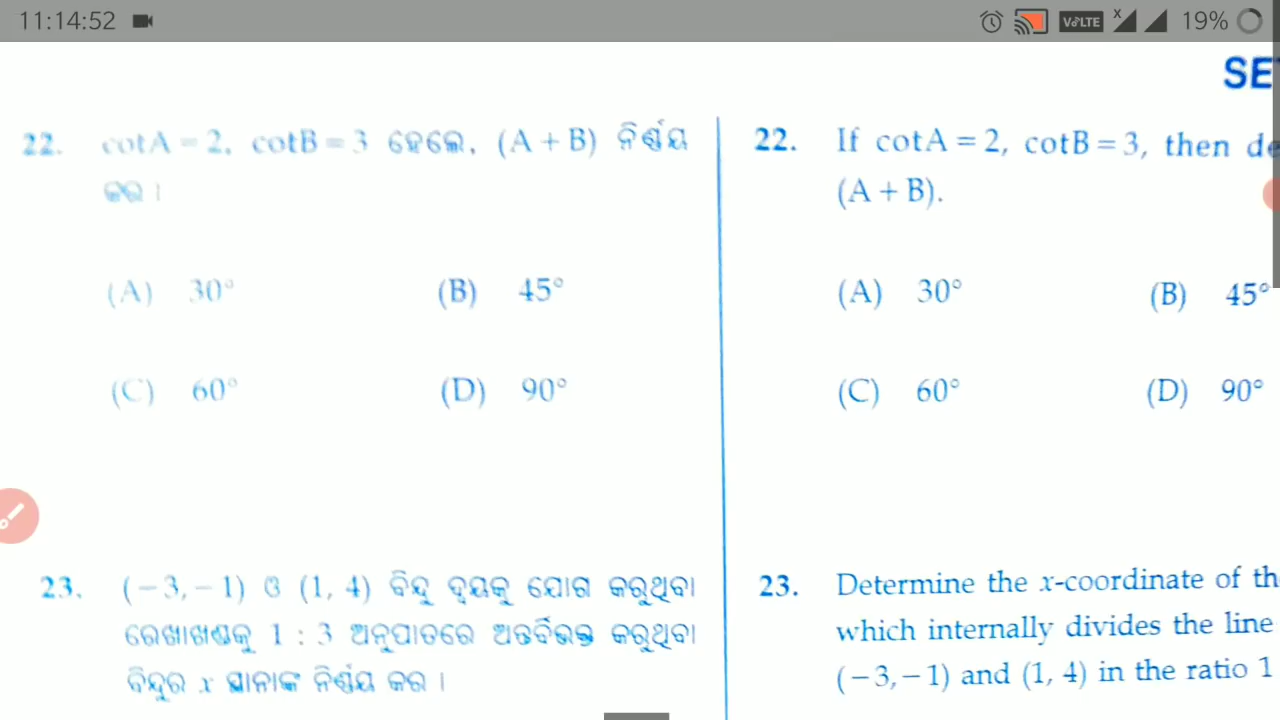 11:14:52
VoLTE x 19%
22. cotA = 2, cotB = 3 ହେଲେ, (A + B) ନିର୍ଣ୍ଣୟ
କର ।
(A) 30° (B) 45°
(C) 60° (D) 90°
23. (−3, −1) ଓ (1, 4) ବିନ୍ଦୁ ଦ୍ୱୟକୁ ଯୋଗ କରୁଥିବା
ରେଖାଖଣ୍ଡକୁ 1 : 3 ଅନୁପାତରେ ଅନ୍ତର୍ବିଭକ୍ତ କରୁଥିବା
ବିନ୍ଦୁର x ସ୍ଥାନାଙ୍କ ନିର୍ଣ୍ଣୟ କର ।
SE
22. If cotA = 2, cotB = 3, then de
(A + B).
(A) 30° (B) 45°
(C) 60° (D) 90°
23. Determine the x-coordinate of th
which internally divides the line
(−3, −1) and (1, 4) in the ratio 1